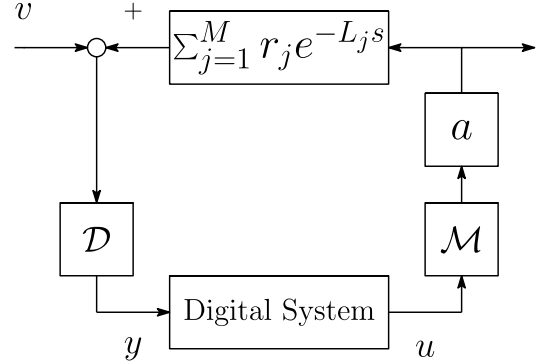 v
+
∑_{j=1}^{M} r_j e^{-L_j s}
a
𝒟
ℳ
Digital System
y
u